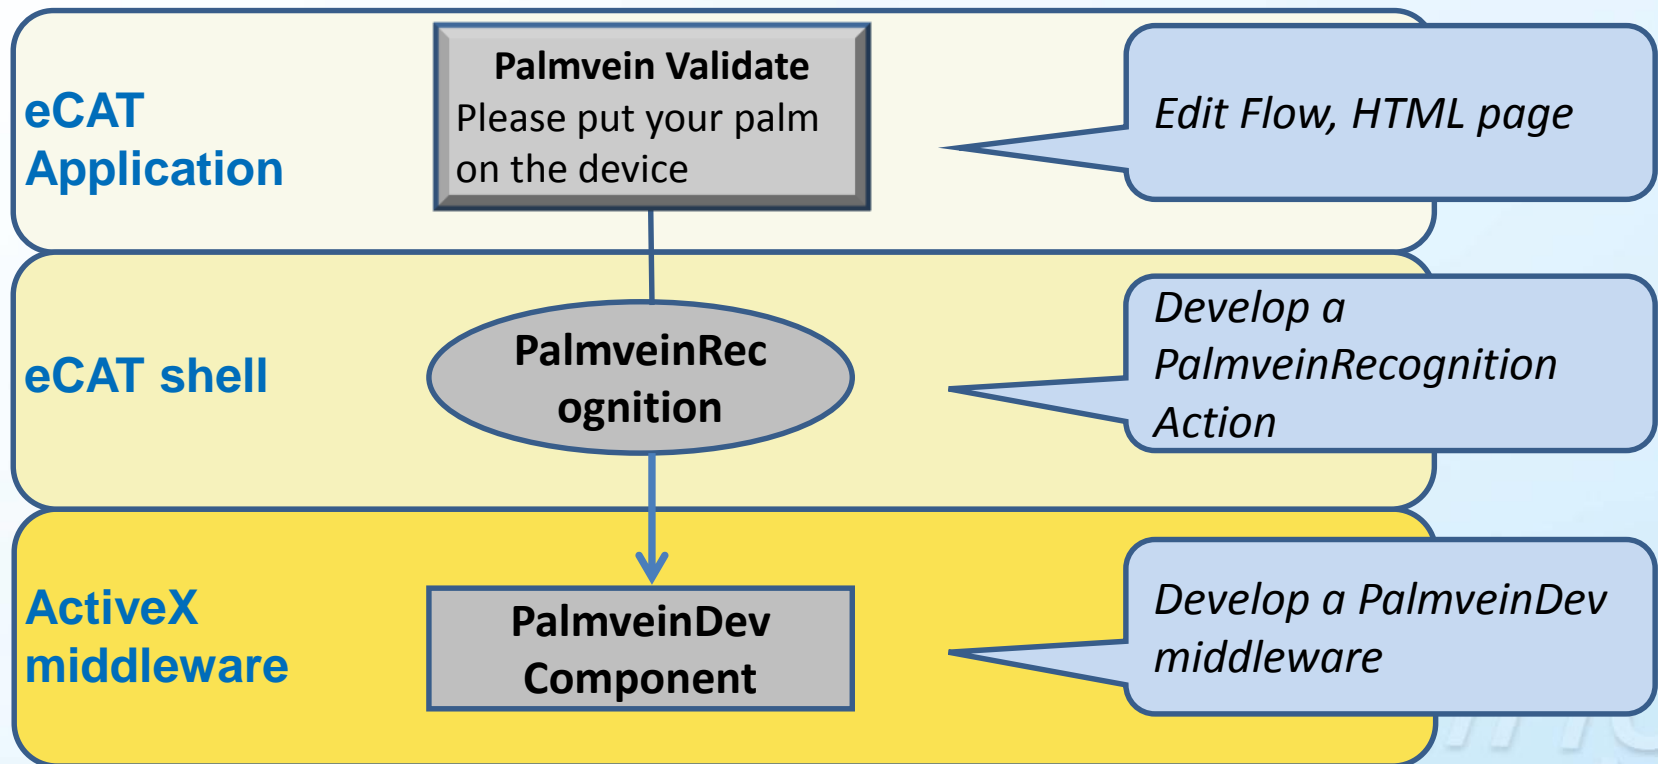 eCAT
Application
Palmvein Validate
Please put your palm
on the device
Edit Flow, HTML page
eCAT shell
PalmveinRec
ognition
Develop a
PalmveinRecognition
Action
ActiveX
middleware
PalmveinDev
Component
Develop a PalmveinDev
middleware